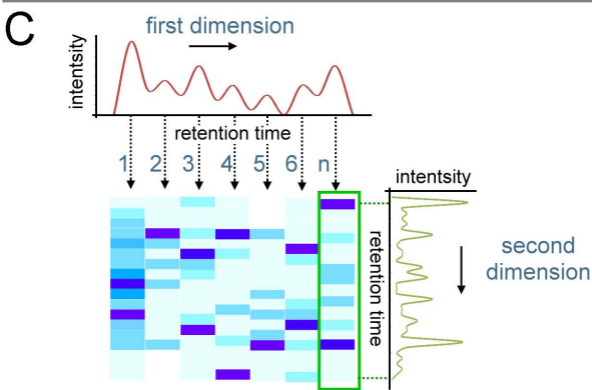 C
first dimension
intentsity
retention time
1 2 3 4 5 6 n
intentsity
retention time
second
dimension